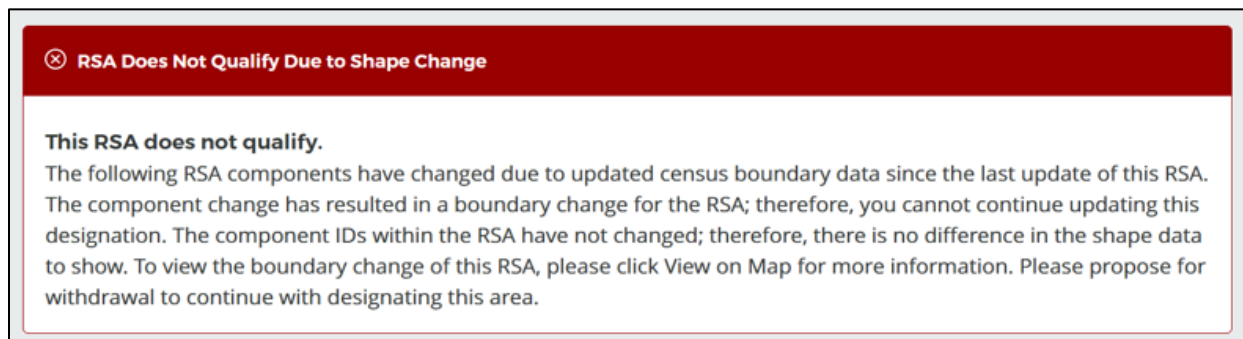 RSA Does Not Qualify Due to Shape Change
This RSA does not qualify.
The following RSA components have changed due to updated census boundary data since the last update of this RSA.
The component change has resulted in a boundary change for the RSA; therefore, you cannot continue updating this
designation. The component IDs within the RSA have not changed; therefore, there is no difference in the shape data
to show. To view the boundary change of this RSA, please click View on Map for more information. Please propose for
withdrawal to continue with designating this area.